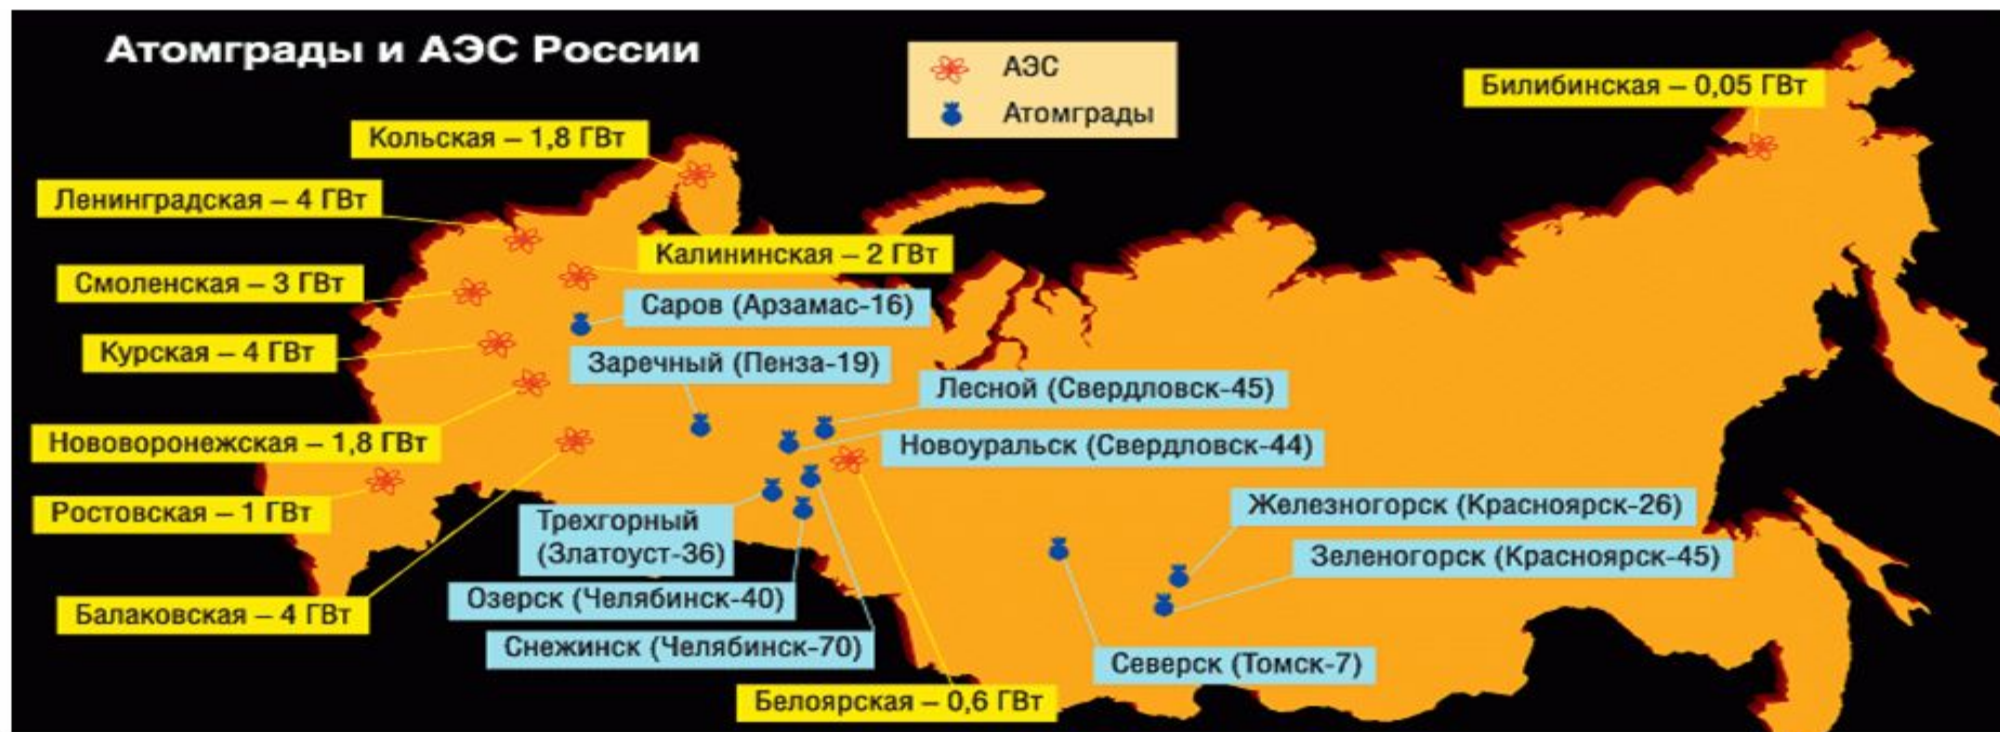 Атомграды и АЭС России
АЭС
Атомграды
Билибинская – 0,05 ГВт
Кольская – 1,8 ГВт
Ленинградская – 4 ГВт
Калининская – 2 ГВт
Смоленская – 3 ГВт
Саров (Арзамас-16)
Курская – 4 ГВт
Заречный (Пенза-19)
Лесной (Свердловск-45)
Нововоронежская – 1,8 ГВт
Новоуральск (Свердловск-44)
Ростовская – 1 ГВт
Трехгорный
(Златоуст-36)
Железногорск (Красноярск-26)
Зеленогорск (Красноярск-45)
Озерск (Челябинск-40)
Балаковская – 4 ГВт
Снежинск (Челябинск-70)
Северск (Томск-7)
Белоярская – 0,6 ГВт